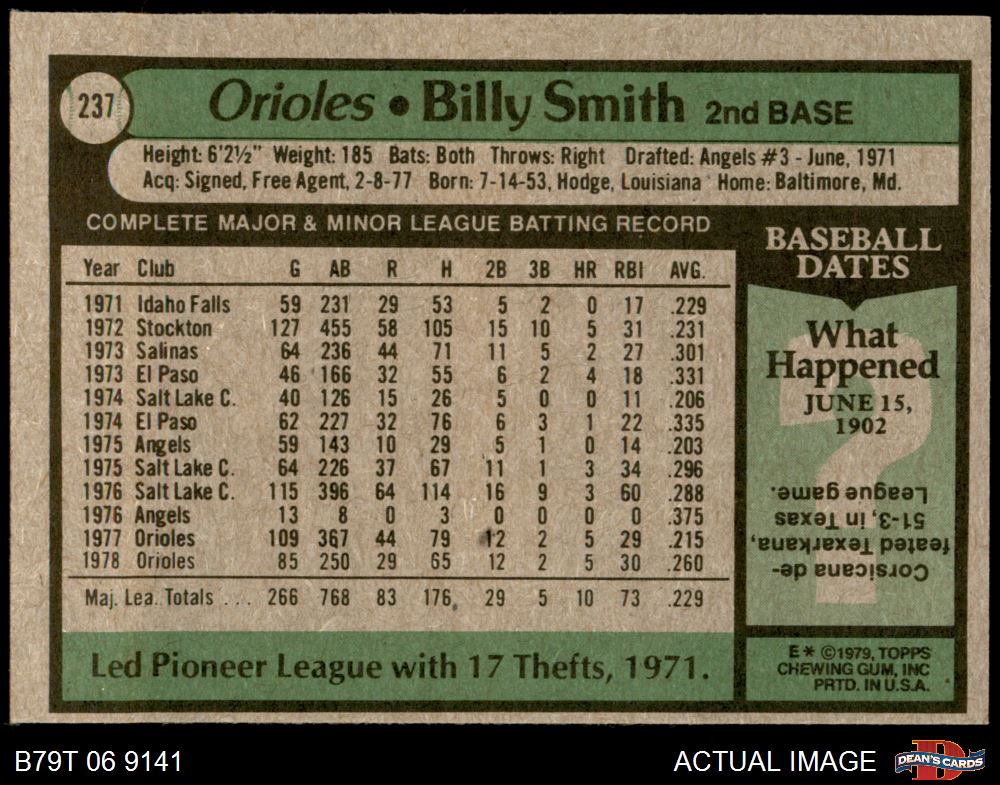 237
Orioles • Billy Smith 2nd BASE
Height: 6'2½" Weight: 185 Bats: Both Throws: Right Drafted: Angels #3 - June, 1971
Acq: Signed, Free Agent, 2-8-77 Born: 7-14-53, Hodge, Louisiana Home: Baltimore, Md.
COMPLETE MAJOR & MINOR LEAGUE BATTING RECORD
Year Club G AB R H 2B 3B HR RBI AVG.
1971 Idaho Falls 59 231 29 53 5 2 0 17 .229
1972 Stockton 127 455 58 105 15 10 5 31 .231
1973 Salinas 64 236 44 71 11 5 2 27 .301
1973 El Paso 46 166 32 55 6 2 4 18 .331
1974 Salt Lake C. 40 126 15 26 5 0 0 11 .206
1974 El Paso 62 227 32 76 6 3 1 22 .335
1975 Angels 59 143 10 29 5 1 0 14 .203
1975 Salt Lake C. 64 226 37 67 11 1 3 34 .296
1976 Salt Lake C. 115 396 64 114 16 9 3 60 .288
1976 Angels 13 8 0 3 0 0 0 0 .375
1977 Orioles 109 367 44 79 12 2 5 29 .215
1978 Orioles 85 250 29 65 12 2 5 30 .260
Maj. Lea. Totals ... 266 768 83 176 29 5 10 73 .229
Led Pioneer League with 17 Thefts, 1971.
BASEBALL
DATES
What
Happened
JUNE 15,
1902
?
Corsicana de-
feated Texarkana,
51-3, in Texas
League game.
E * ©1979, TOPPS
CHEWING GUM, INC
PRTD. IN U.S.A.
B79T 06 9141
ACTUAL IMAGE
DEAN'S CARDS